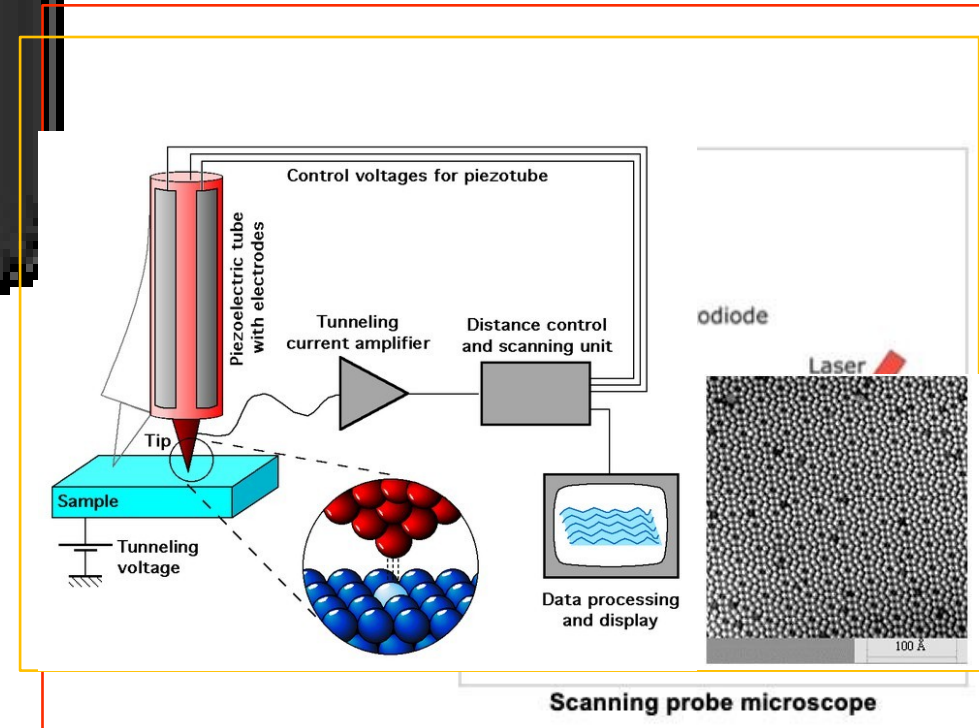 Control voltages for piezotube
Piezoelectric tube
with electrodes
Tunneling
current amplifier
Distance control
and scanning unit
odiode
Laser
Tip
Sample
Tunneling
voltage
Data processing
and display
100 Å
Scanning probe microscope